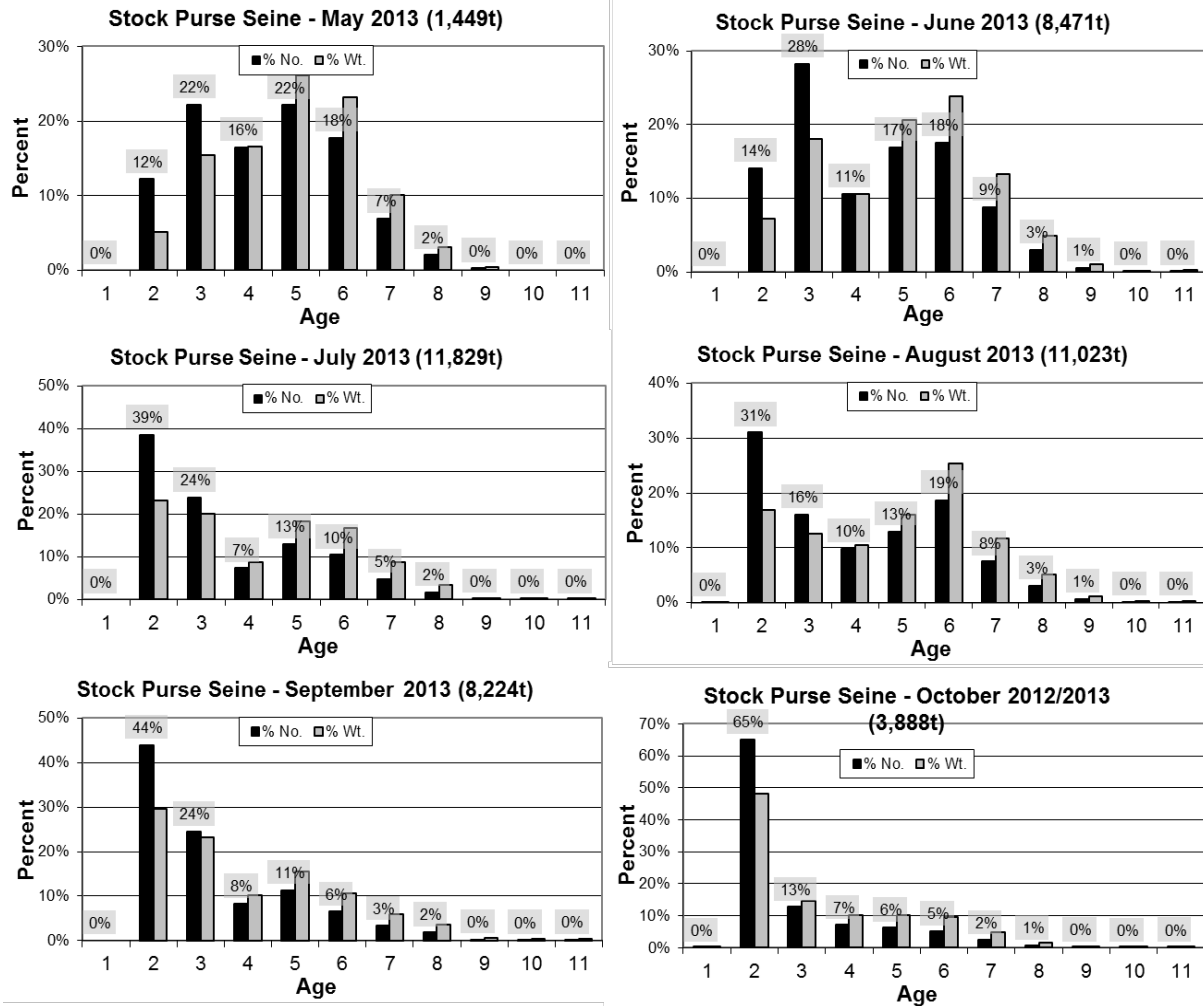 Stock Purse Seine - May 2013 (1,449t)
30%
20%
10%
0%
Percent
% No. % Wt.
0% 12% 22% 16% 22% 18% 7% 2% 0% 0% 0%
1 2 3 4 5 6 7 8 9 10 11
Age
Stock Purse Seine - June 2013 (8,471t)
30%
20%
10%
0%
Percent
% No. % Wt.
0% 14% 28% 11% 17% 18% 9% 3% 1% 0% 0%
1 2 3 4 5 6 7 8 9 10 11
Age
Stock Purse Seine - July 2013 (11,829t)
50%
40%
30%
20%
10%
0%
Percent
% No. % Wt.
0% 39% 24% 7% 13% 10% 5% 2% 0% 0% 0%
1 2 3 4 5 6 7 8 9 10 11
Age
Stock Purse Seine - August 2013 (11,023t)
40%
30%
20%
10%
0%
Percent
% No. % Wt.
0% 31% 16% 10% 13% 19% 8% 3% 1% 0% 0%
1 2 3 4 5 6 7 8 9 10 11
Age
Stock Purse Seine - September 2013 (8,224t)
50%
40%
30%
20%
10%
0%
Percent
% No. % Wt.
0% 44% 24% 8% 11% 6% 3% 2% 0% 0% 0%
1 2 3 4 5 6 7 8 9 10 11
Age
Stock Purse Seine - October 2012/2013
(3,888t)
70%
60%
50%
40%
30%
20%
10%
0%
Percent
% No. % Wt.
0% 65% 13% 7% 6% 5% 2% 1% 0% 0% 0%
1 2 3 4 5 6 7 8 9 10 11
Age